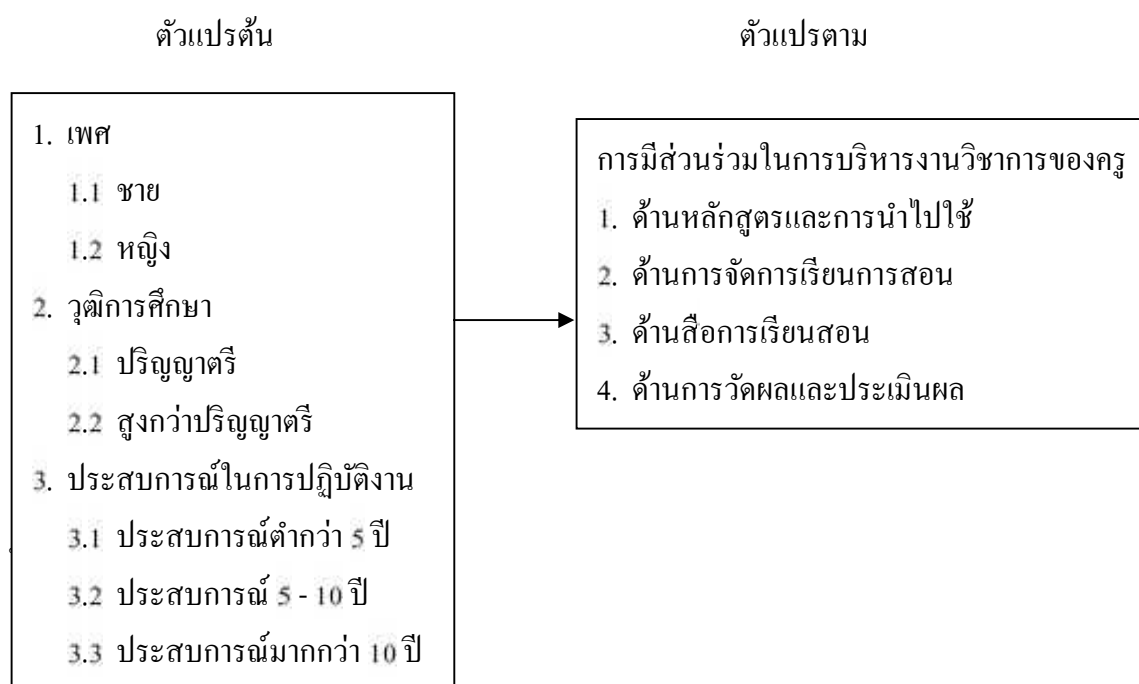 ตัวแปรต้น
ตัวแปรตาม
1. เพศ
1.1 ชาย
1.2 หญิง
2. วุฒิการศึกษา
2.1 ปริญญาตรี
2.2 สูงกว่าปริญญาตรี
3. ประสบการณ์ในการปฏิบัติงาน
3.1 ประสบการณ์ตำกว่า 5 ปี
3.2 ประสบการณ์ 5 - 10 ปี
3.3 ประสบการณ์มากกว่า 10 ปี
การมีส่วนร่วมในการบริหารงานวิชาการของครู
1. ด้านหลักสูตรและการนำไปใช้
2. ด้านการจัดการเรียนการสอน
3. ด้านสือการเรียนสอน
4. ด้านการวัดผลและประเมินผล